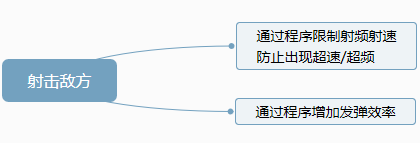 射击敌方
通过程序限制射频射速
防止出现超速/超频
通过程序增加发弹效率